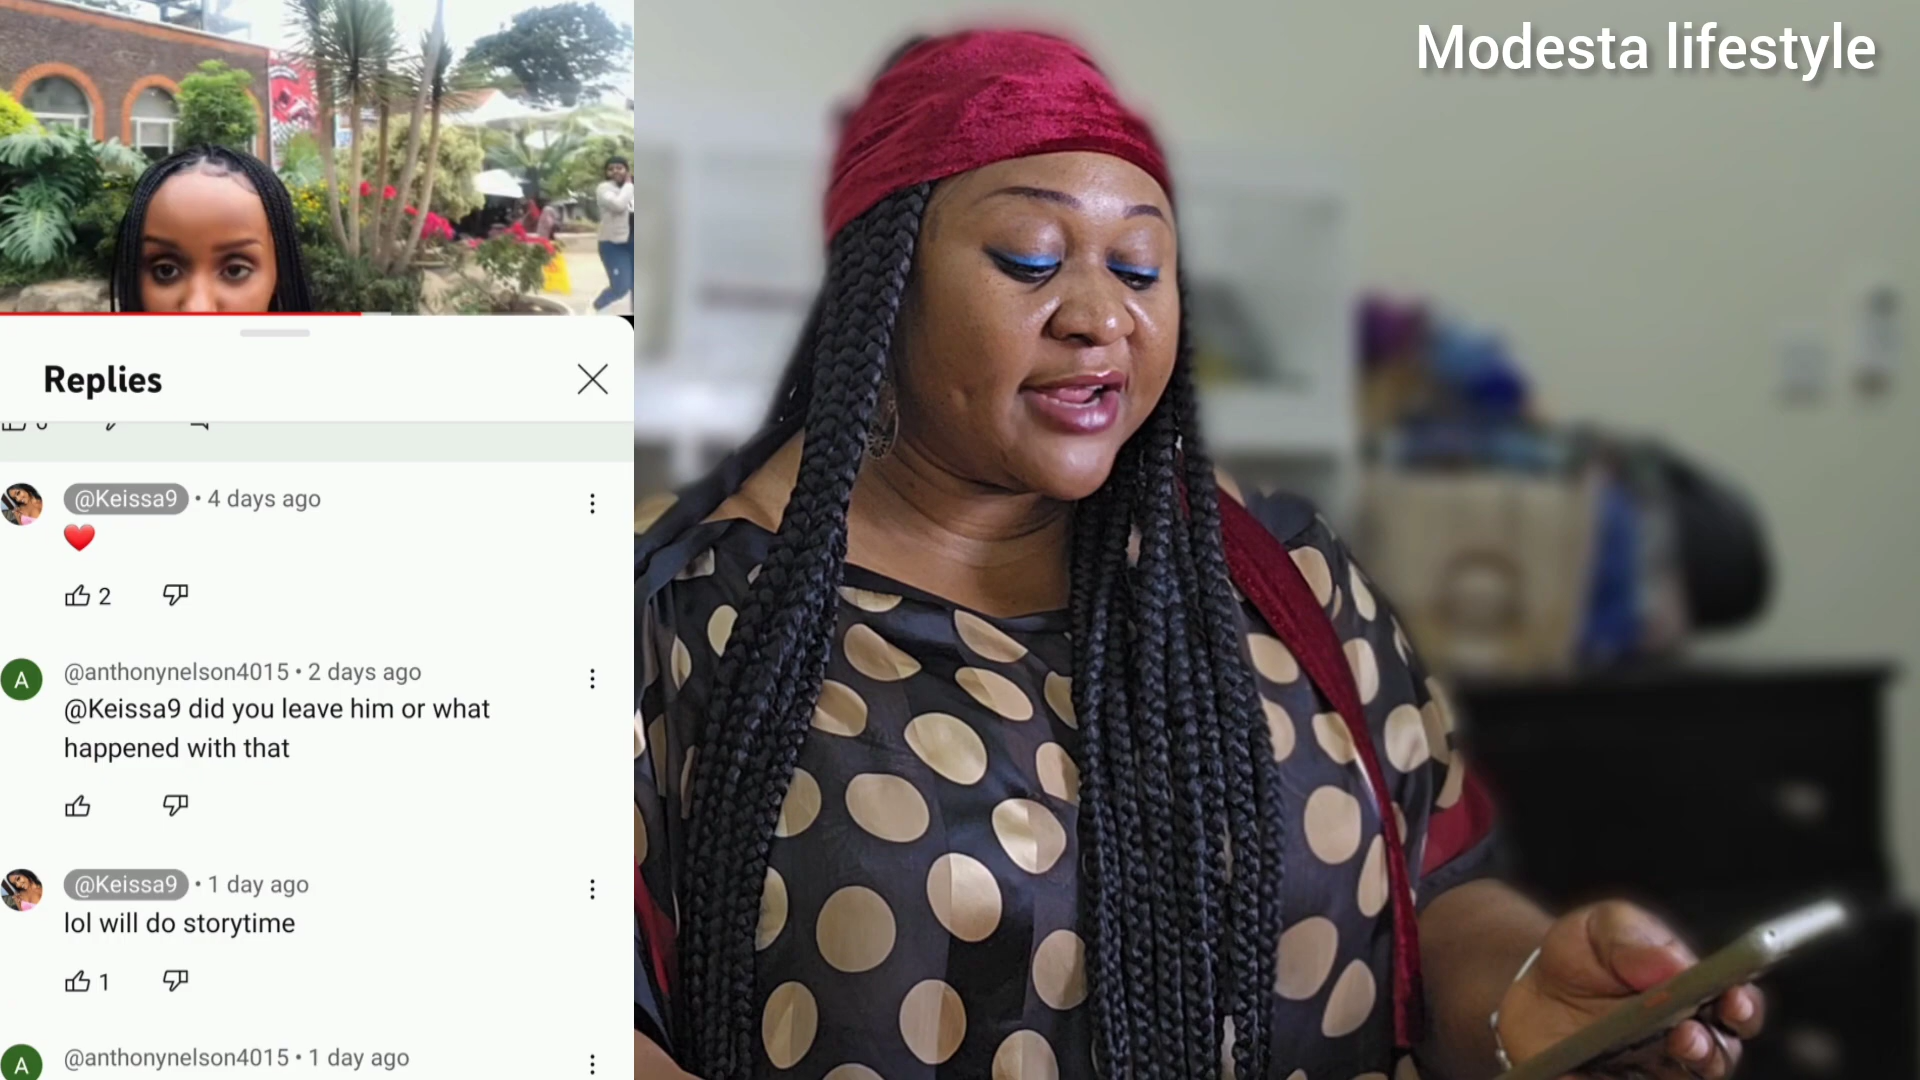 Modesta lifestyle
Replies
@Keissa9 • 4 days ago
2
@anthonynelson4015 • 2 days ago
@Keissa9 did you leave him or what
happened with that
@Keissa9 • 1 day ago
lol will do storytime
1
A
@anthonynelson4015 • 1 day ago
A